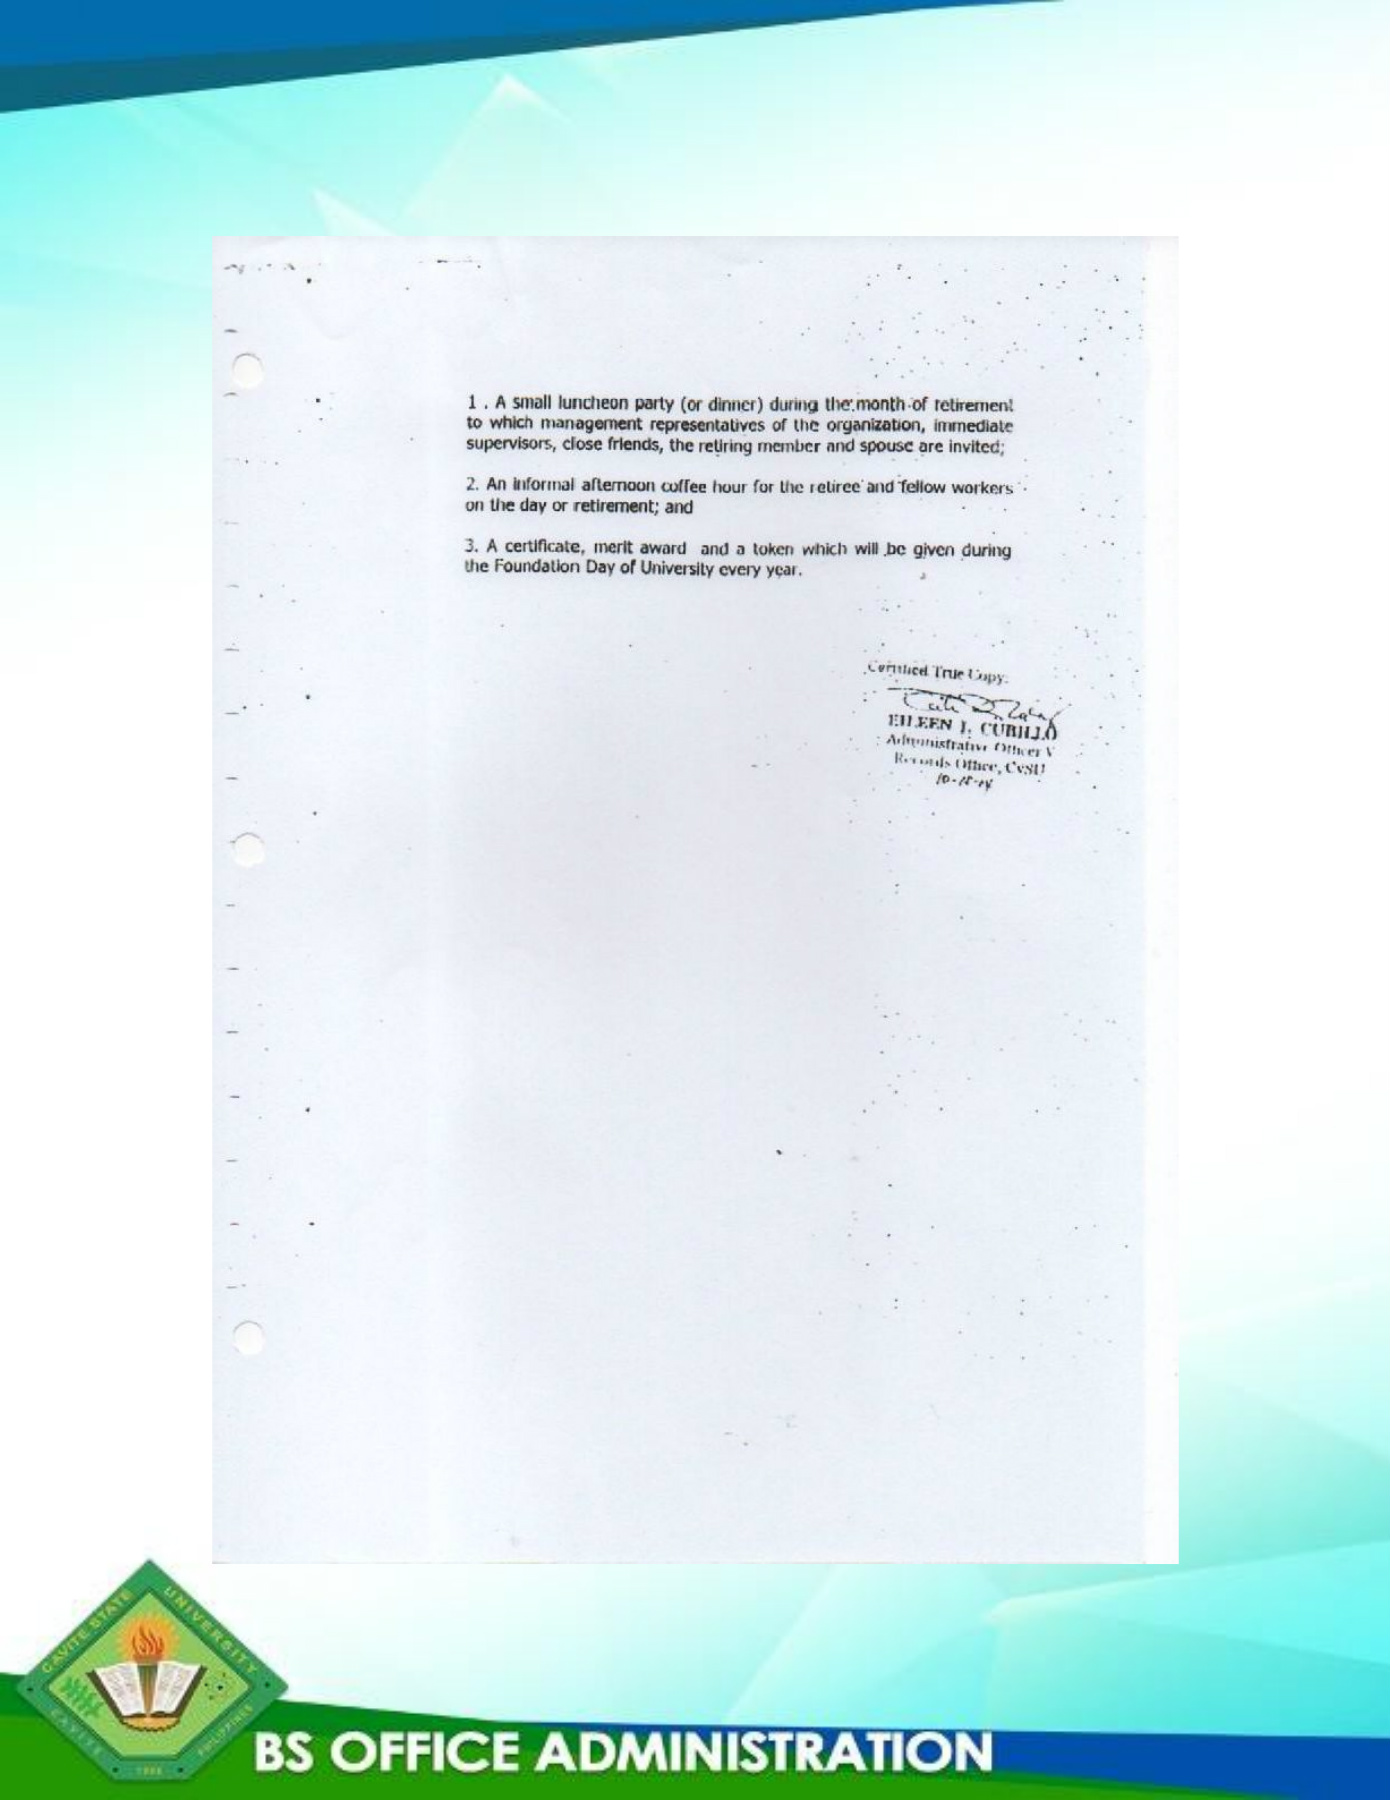 1 . A small luncheon party (or dinner) during the month of retirement
to which management representatives of the organization, immediate
supervisors, close friends, the retiring member and spouse are invited;
2. An informal afternoon coffee hour for the retiree and fellow workers
on the day or retirement; and
3. A certificate, merit award and a token which will be given during
the Foundation Day of University every year.
Certified True Copy:
EILEEN J. CUBILLO
Administrative Officer V
Records Office, CvSU
CAVITE STATE UNIVERSITY
CAVITE PHILIPPINES
1906
BS OFFICE ADMINISTRATION